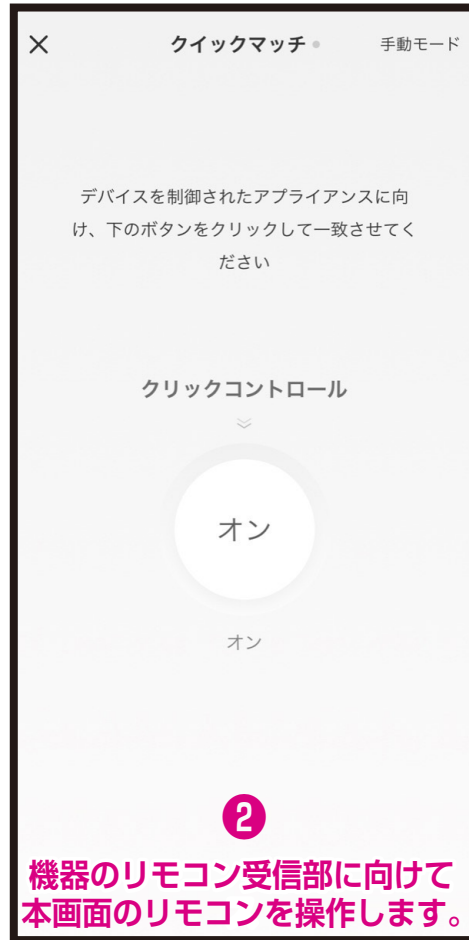 × クイックマッチ 手動モード
デバイスを制御されたアプライアンスに向
け、下のボタンをクリックして一致させてく
ださい
クリックコントロール
オン
オン
❷
機器のリモコン受信部に向けて
本画面のリモコンを操作します。